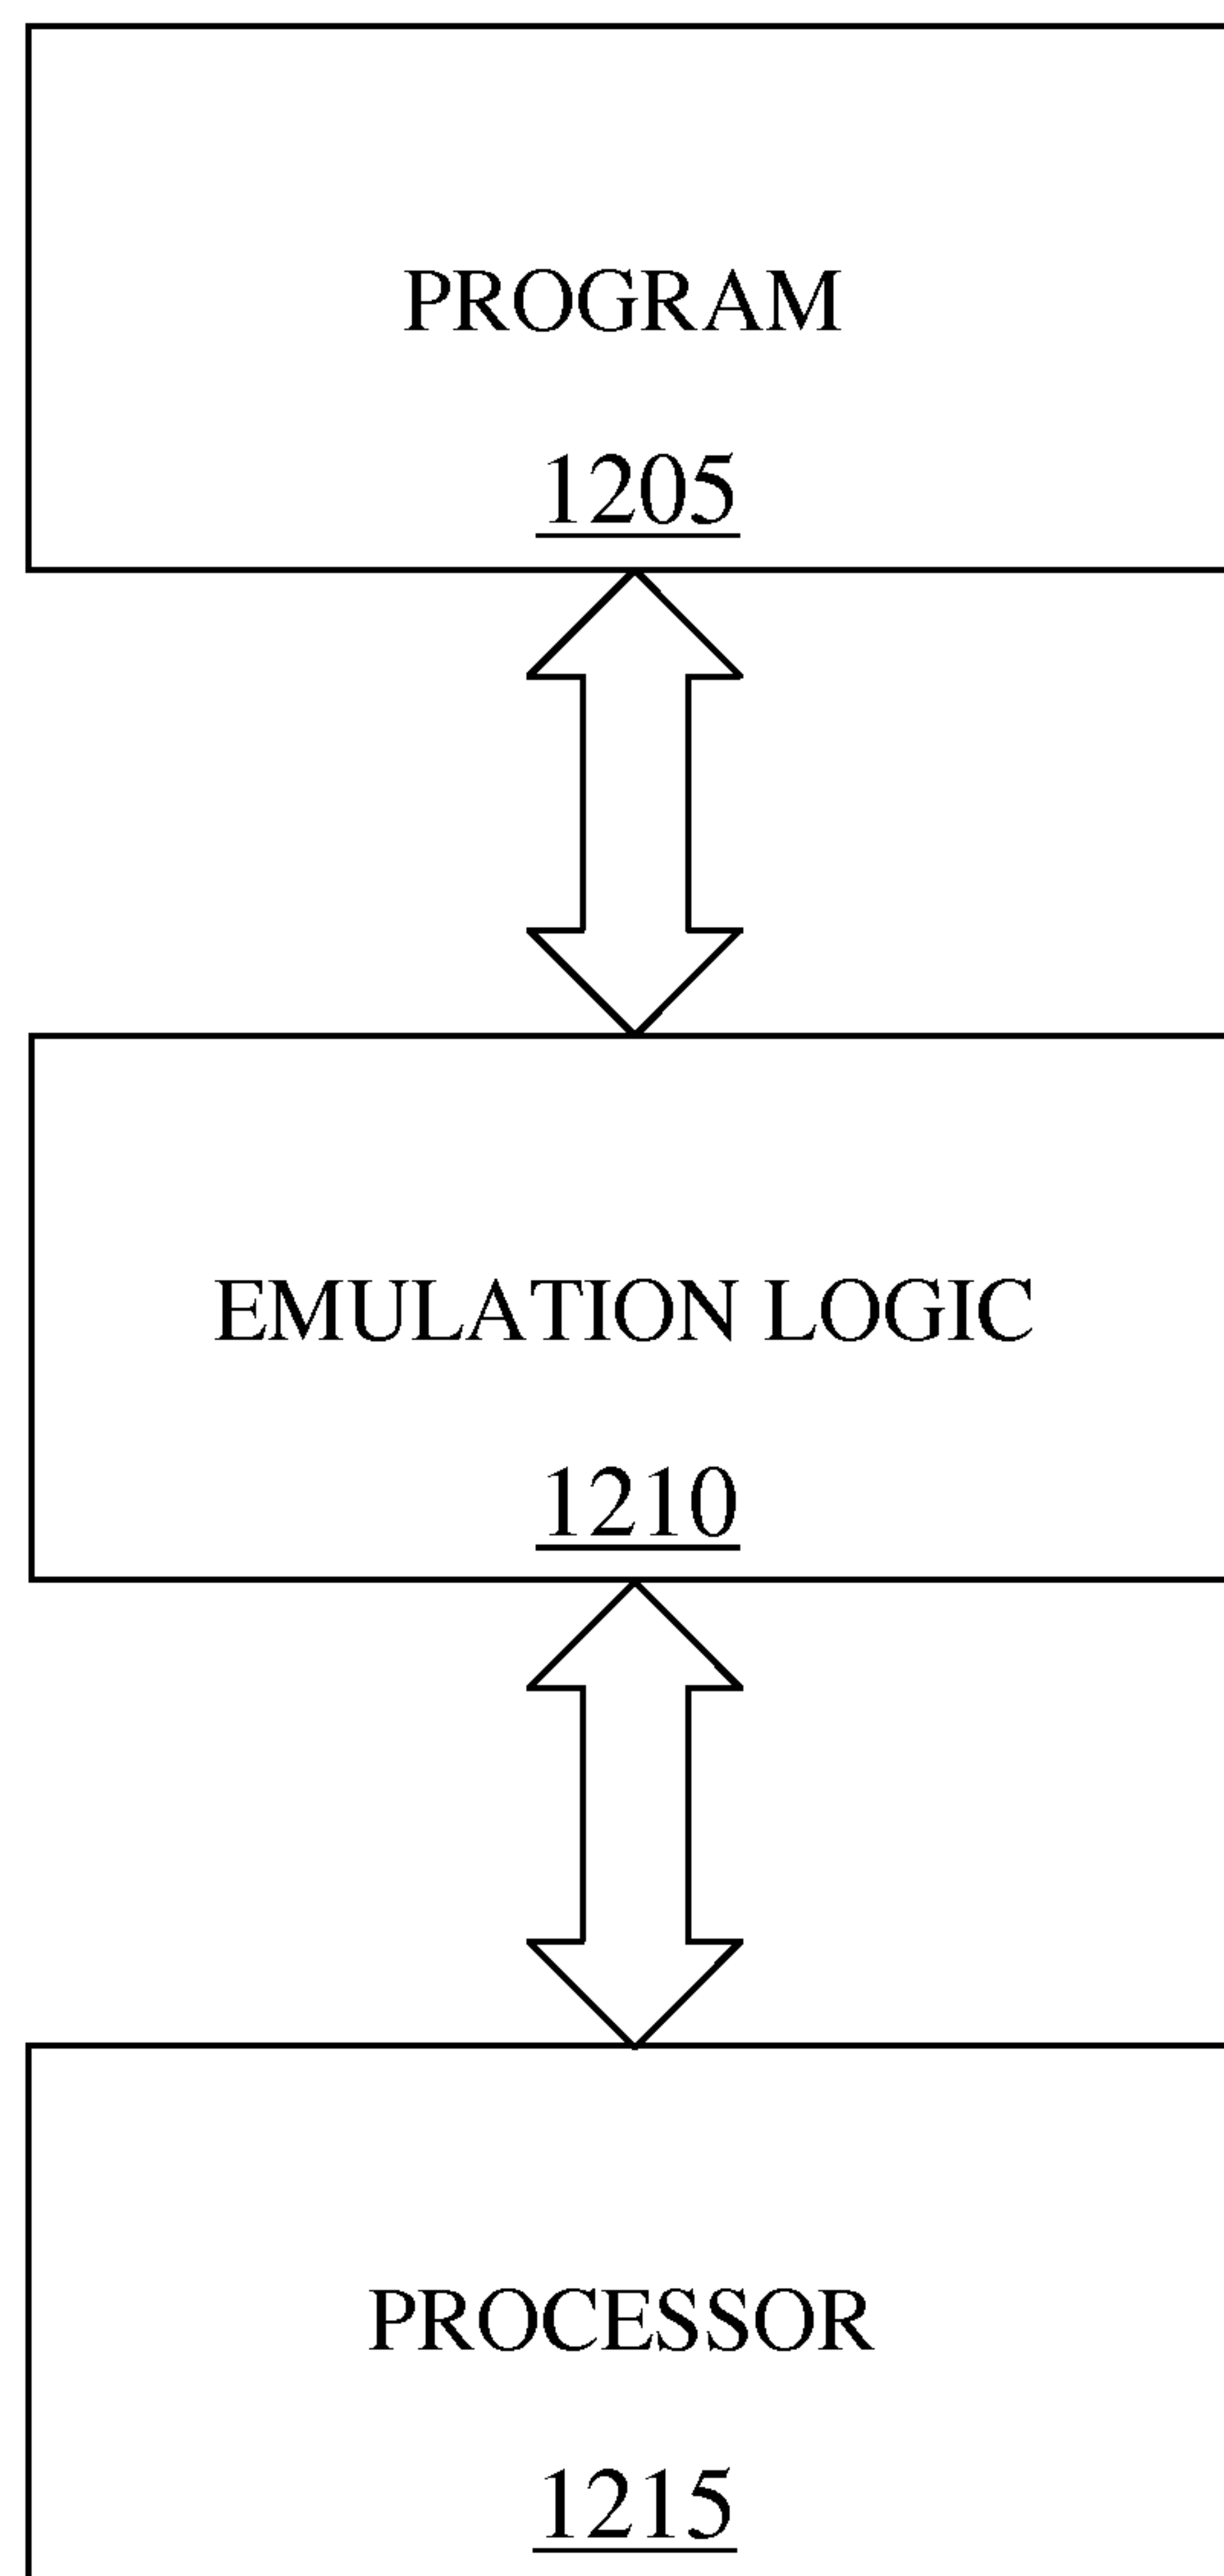 PROGRAM
1205
EMULATION LOGIC
1210
PROCESSOR
1215